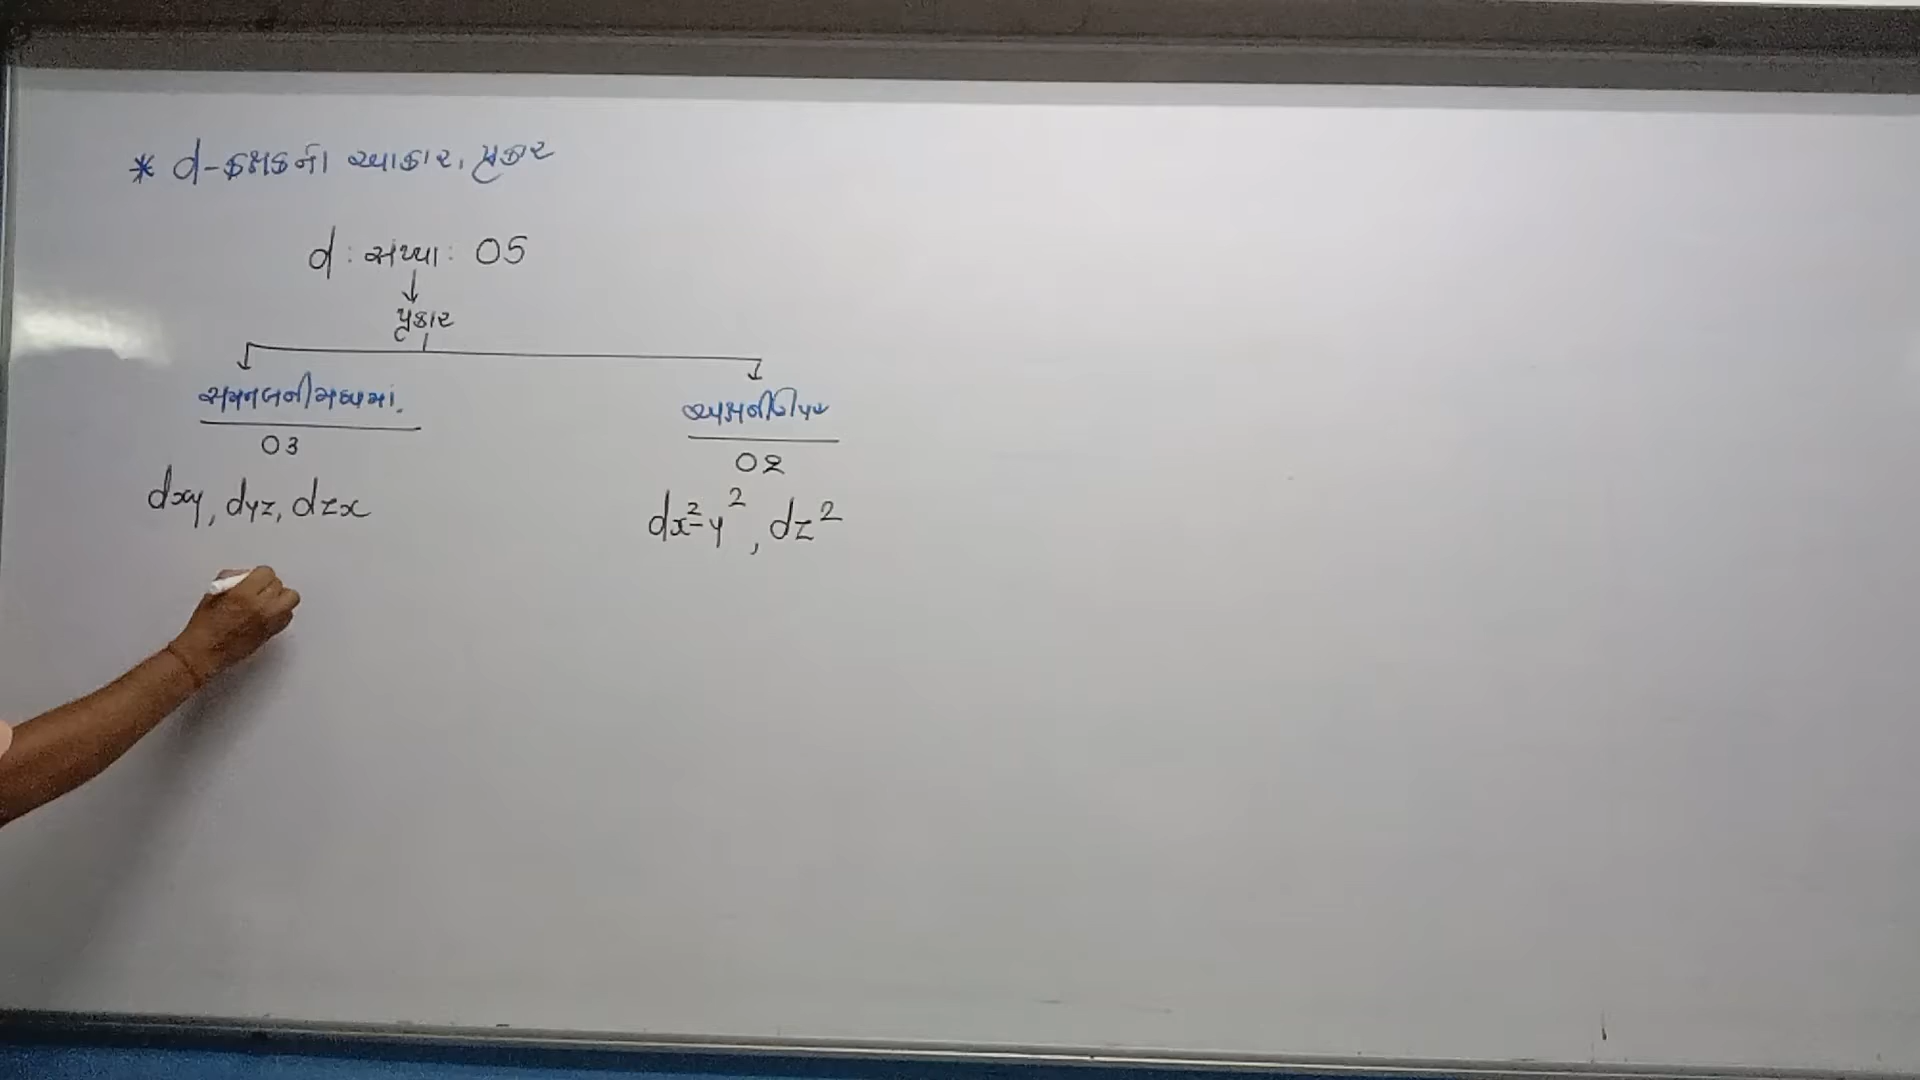 * d-કક્ષકના આકાર, પ્રકાર
d : સંખ્યા : 05
↓
પ્રકાર
સમતલની મધ્યમાં. અક્ષની ઉપર
03 02
dxy, dyz, dzx dx²-y², dz²